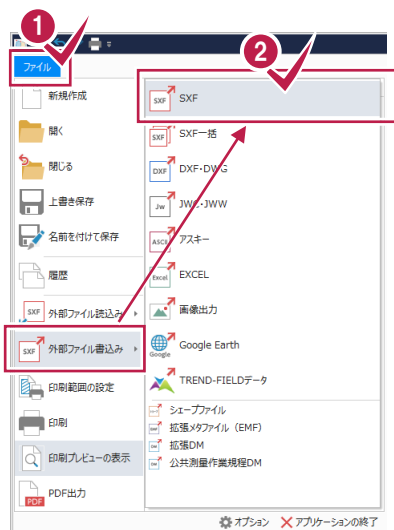 1
2
ファイル
新規作成
開く
閉じる
上書き保存
名前を付けて保存
履歴
SXF 外部ファイル読込み
SXF 外部ファイル書込み
印刷範囲の設定
印刷
印刷プレビューの表示
PDF PDF出力
SXF SXF
SXF SXF一括
DXF DXF・DWG
Jw JWC・JWW
ASCII アスキー
Excel EXCEL
画像出力
Google Google Earth
TREND-FIELDデータ
シェープファイル
EMF 拡張メタファイル（EMF）
DM 拡張DM
DM 公共測量作業規程DM
オプション アプリケーションの終了